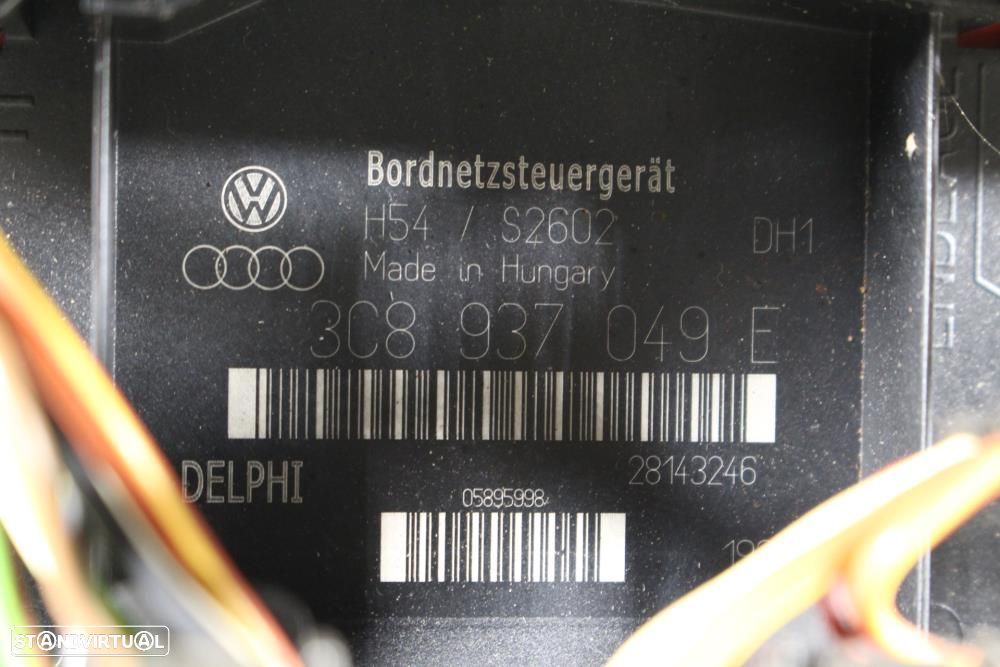 Bordnetzsteuergerät
H54 / S2602
DH1
Made in Hungary
3C8 937 049 E
DELPHI
28143246
05895998
STANDVIRTUAL